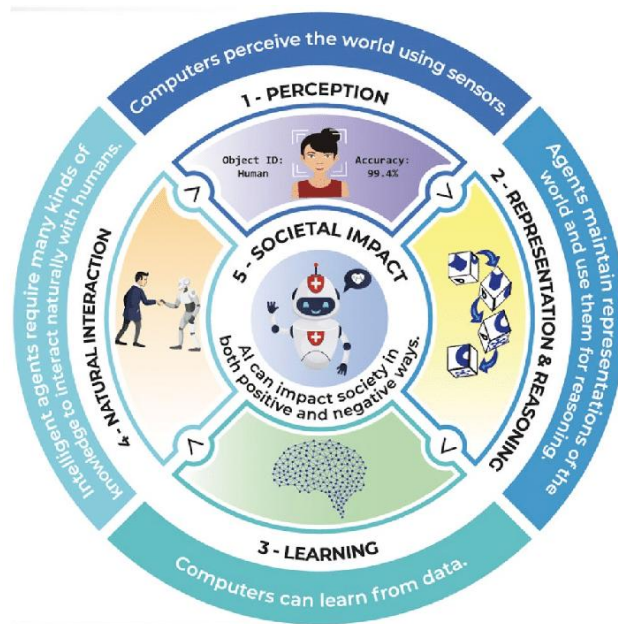 Computers perceive the world using sensors.
1 - PERCEPTION
Object ID:
Human
Accuracy:
99.4%
Agents maintain representations of the
world and use them for reasoning.
2 - REPRESENTATION & REASONING
3 - LEARNING
Computers can learn from data.
Intelligent agents require many kinds of
knowledge to interact naturally with humans.
4 - NATURAL INTERACTION
5 - SOCIETAL IMPACT
AI can impact society in
both positive and negative ways.